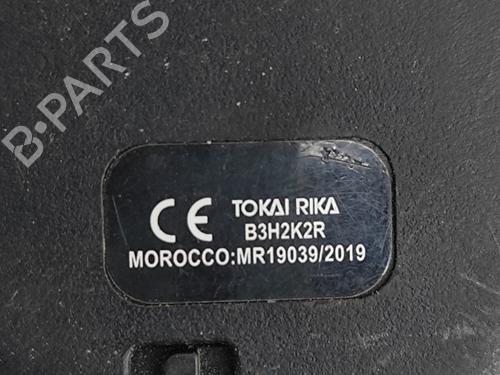 B-PARTS
CE TOKAI RIKA
B3H2K2R
MOROCCO:MR19039/2019